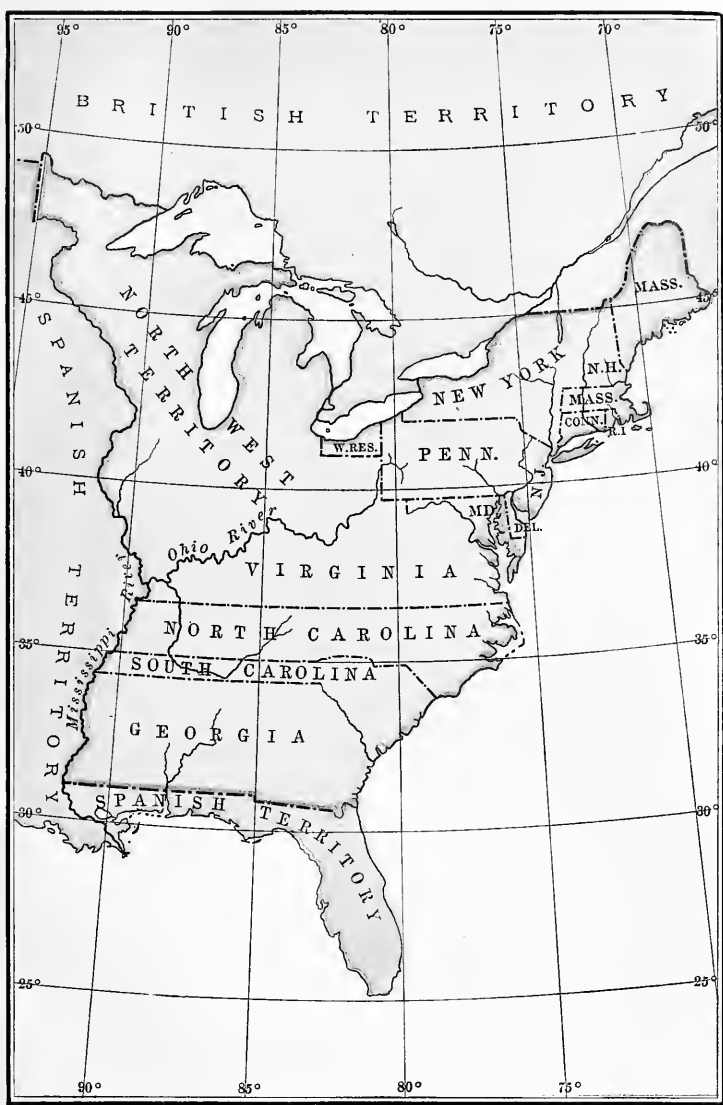 95° 90° 85° 80° 75° 70°
BRITISH TERRITORY
50° 50°
45° 45°
MASS.
NORTH WEST
TERRITORY
SPANISH TERRITORY
N.H.
NEW YORK
MASS.
CONN.
R.I
W.RES.
PENN.
N.J.
40° 40°
MD
DEL.
Ohio River
VIRGINIA
Mississippi River
NORTH CAROLINA
35° 35°
SOUTH CAROLINA
GEORGIA
SPANISH TERRITORY
30° 30°
25° 25°
90° 85° 80° 75°